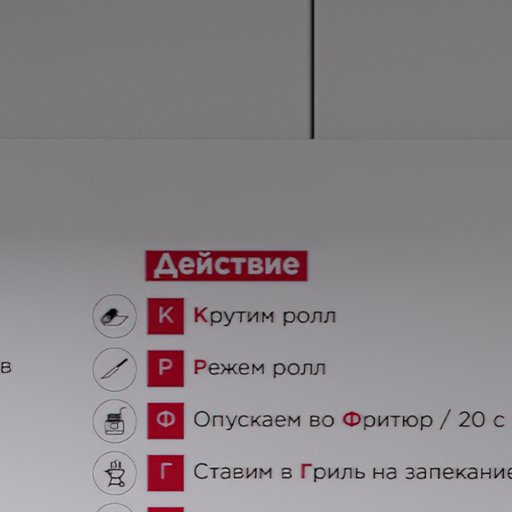 Действие
К Крутим ролл
в
Р Режем ролл
Ф Опускаем во Фритюр / 20 с
Г Ставим в Гриль на запекание